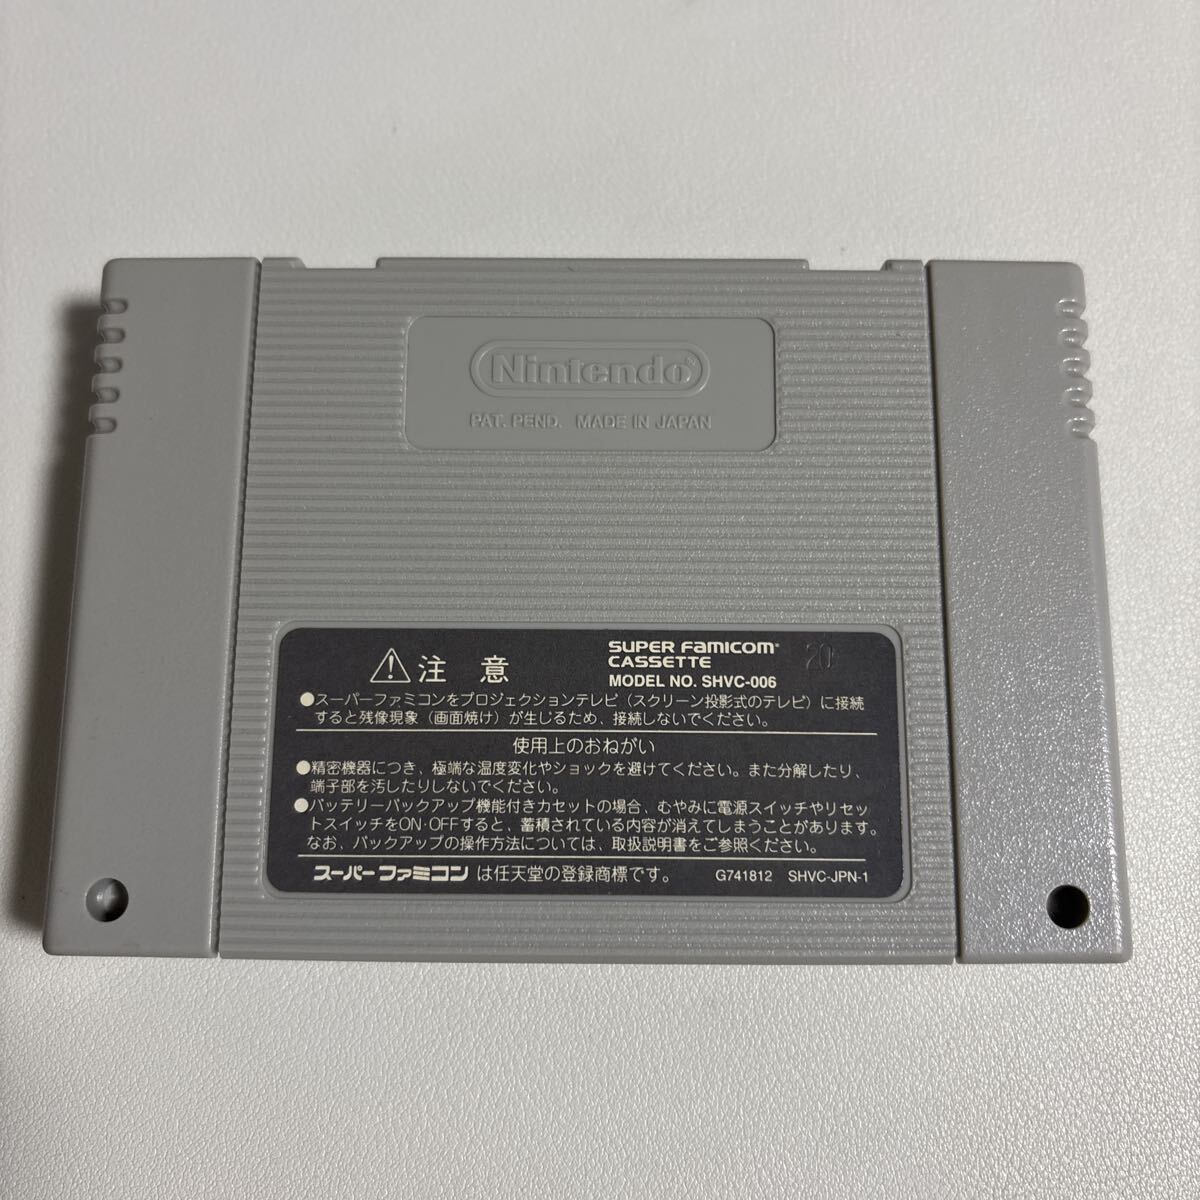 Nintendo®
PAT. PEND. MADE IN JAPAN
⚠注意
SUPER FAMICOM®
CASSETTE
MODEL NO. SHVC-006
20
●スーパーファミコンをプロジェクションテレビ（スクリーン投影式のテレビ）に接続
すると残像現象（画面焼け）が生じるため、接続しないでください。
使用上のおねがい
●精密機器につき、極端な温度変化やショックを避けてください。また分解したり、
端子部を汚したりしないでください。
●バッテリーバックアップ機能付きカセットの場合、むやみに電源スイッチやリセッ
トスイッチをON・OFFすると、蓄積されている内容が消えてしまうことがあります。
なお、バックアップの操作方法については、取扱説明書をご参照ください。
スーパーファミコンは任天堂の登録商標です。 G741812 SHVC-JPN-1